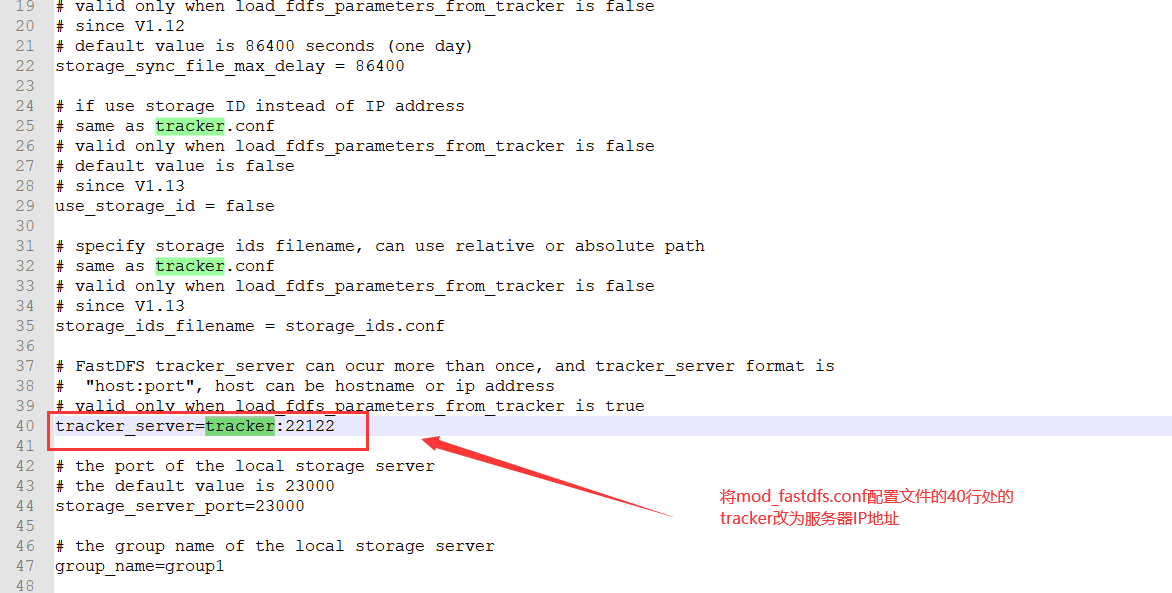 19 # valid only when load_fdfs_parameters_from_tracker is false
20 # since V1.12
21 # default value is 86400 seconds (one day)
22 storage_sync_file_max_delay = 86400
23
24 # if use storage ID instead of IP address
25 # same as tracker.conf
26 # valid only when load_fdfs_parameters_from_tracker is false
27 # default value is false
28 # since V1.13
29 use_storage_id = false
30
31 # specify storage ids filename, can use relative or absolute path
32 # same as tracker.conf
33 # valid only when load_fdfs_parameters_from_tracker is false
34 # since V1.13
35 storage_ids_filename = storage_ids.conf
36
37 # FastDFS tracker_server can ocur more than once, and tracker_server format is
38 #  "host:port", host can be hostname or ip address
39 # valid only when load_fdfs_parameters_from_tracker is true
40 tracker_server=tracker:22122
41
42 # the port of the local storage server
43 # the default value is 23000
44 storage_server_port=23000
45
46 # the group name of the local storage server
47 group_name=group1
48
将mod_fastdfs.conf配置文件的40行处的
tracker改为服务器IP地址